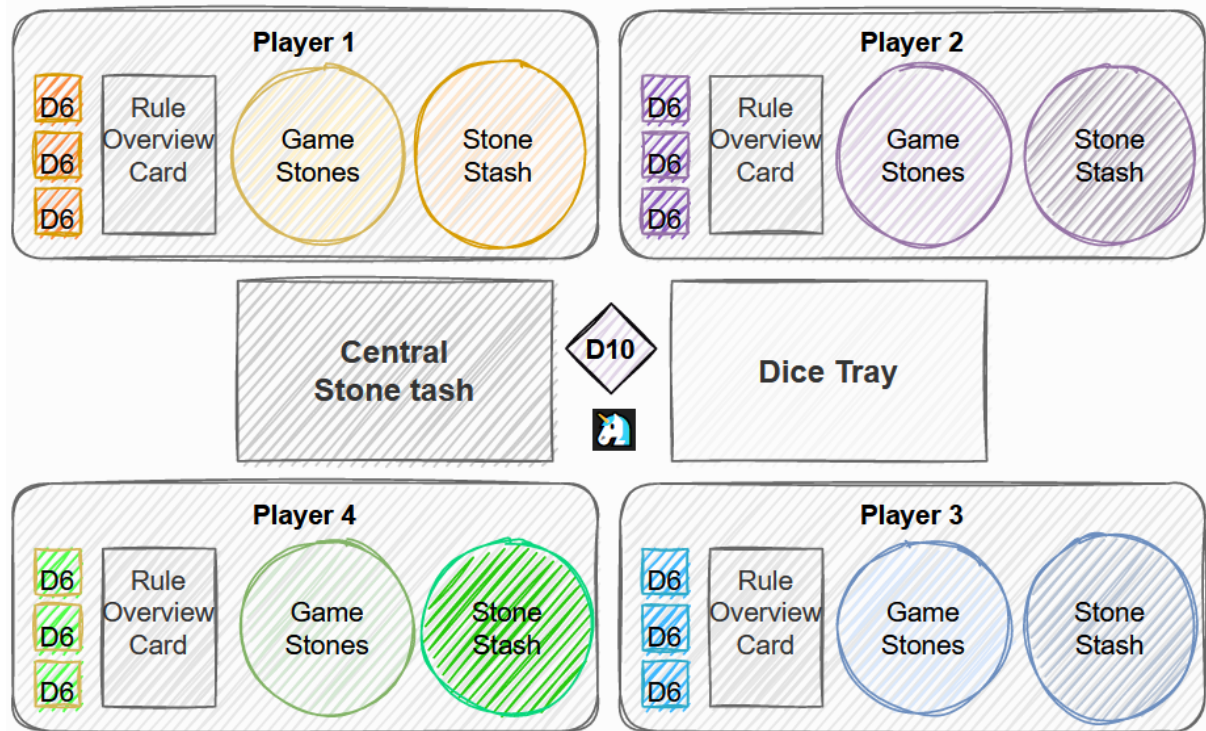 Player 1
D6
D6
D6
Rule
Overview
Card
Game
Stones
Stone
Stash
Player 2
D6
D6
D6
Rule
Overview
Card
Game
Stones
Stone
Stash
Central
Stone tash
D10
Dice Tray
Player 4
D6
D6
D6
Rule
Overview
Card
Game
Stones
Stone
Stash
Player 3
D6
D6
D6
Rule
Overview
Card
Game
Stones
Stone
Stash